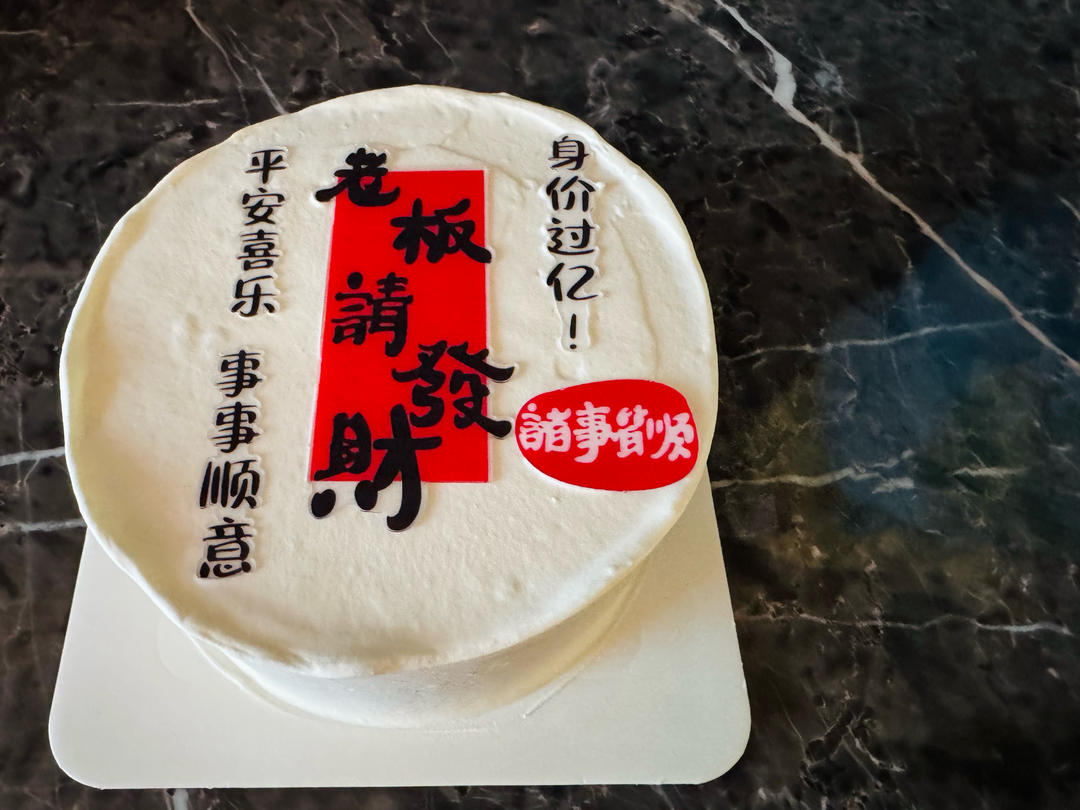 身价过亿！
老板請發財
平安喜乐 事事顺意
諸事皆顺